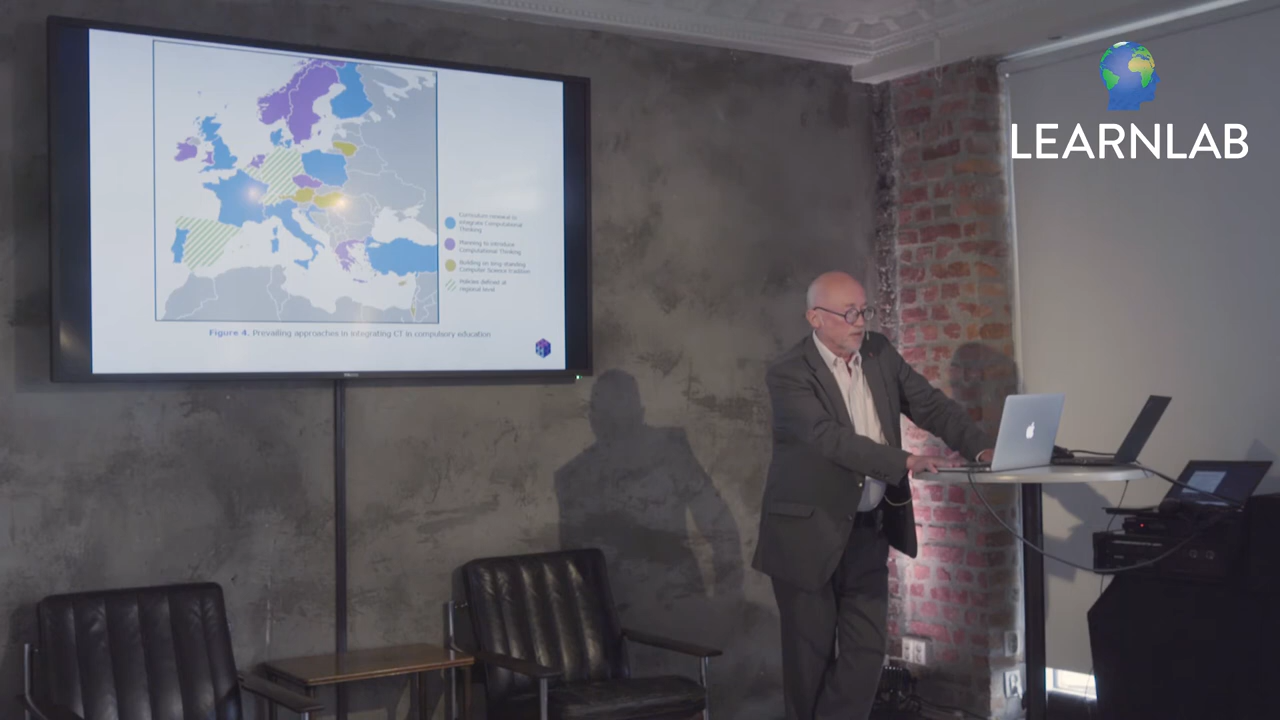 LEARNLAB
Curriculum renewal to
integrate Computational
Thinking
Planning to introduce
Computational Thinking
Building on long-standing
Computer Science tradition
Policies defined at
regional level
Figure 4. Prevailing approaches in integrating CT in compulsory education